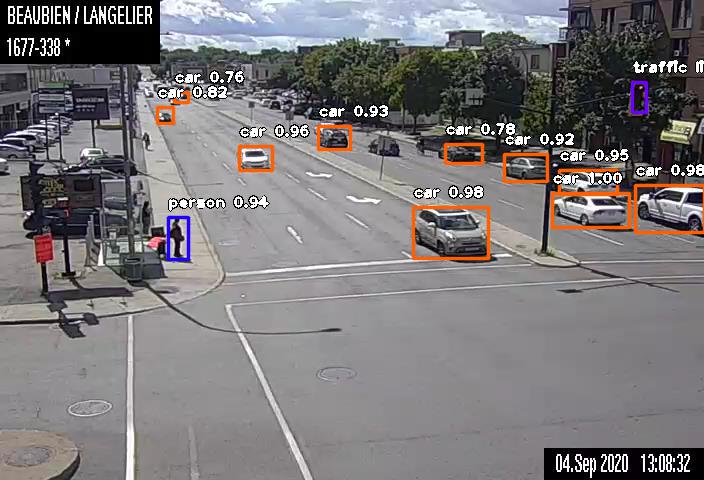 BEAUBIEN / LANGELIER
1677-338 *
car 0.76
car 0.82
car 0.93
car 0.96
car 0.78
car 0.92
car 0.95
car 1.00
car 0.98
traffic
person 0.94
car 0.98
04.Sep 2020 13:08:32